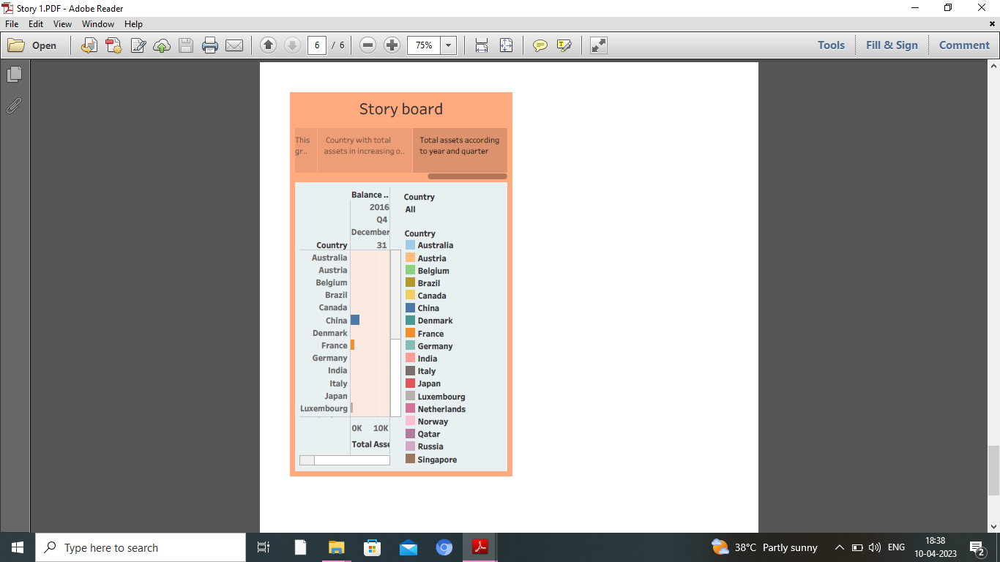 Story 1.PDF - Adobe Reader
File Edit View Window Help
Open 6 / 6 75% Tools Fill & Sign Comment
Story board
This gr..
Country with total assets in increasing o..
Total assets according to year and quarter
Balance ..
2016
Q4
December
Country 31
Australia
Austria
Belgium
Brazil
Canada
China
Denmark
France
Germany
India
Italy
Japan
Luxembourg
0K 10K
Total Asse
Country
All
Country
Australia
Austria
Belgium
Brazil
Canada
China
Denmark
France
Germany
India
Italy
Japan
Luxembourg
Netherlands
Norway
Qatar
Russia
Singapore
Type here to search
38°C Partly sunny
ENG
18:38
10-04-2023
2